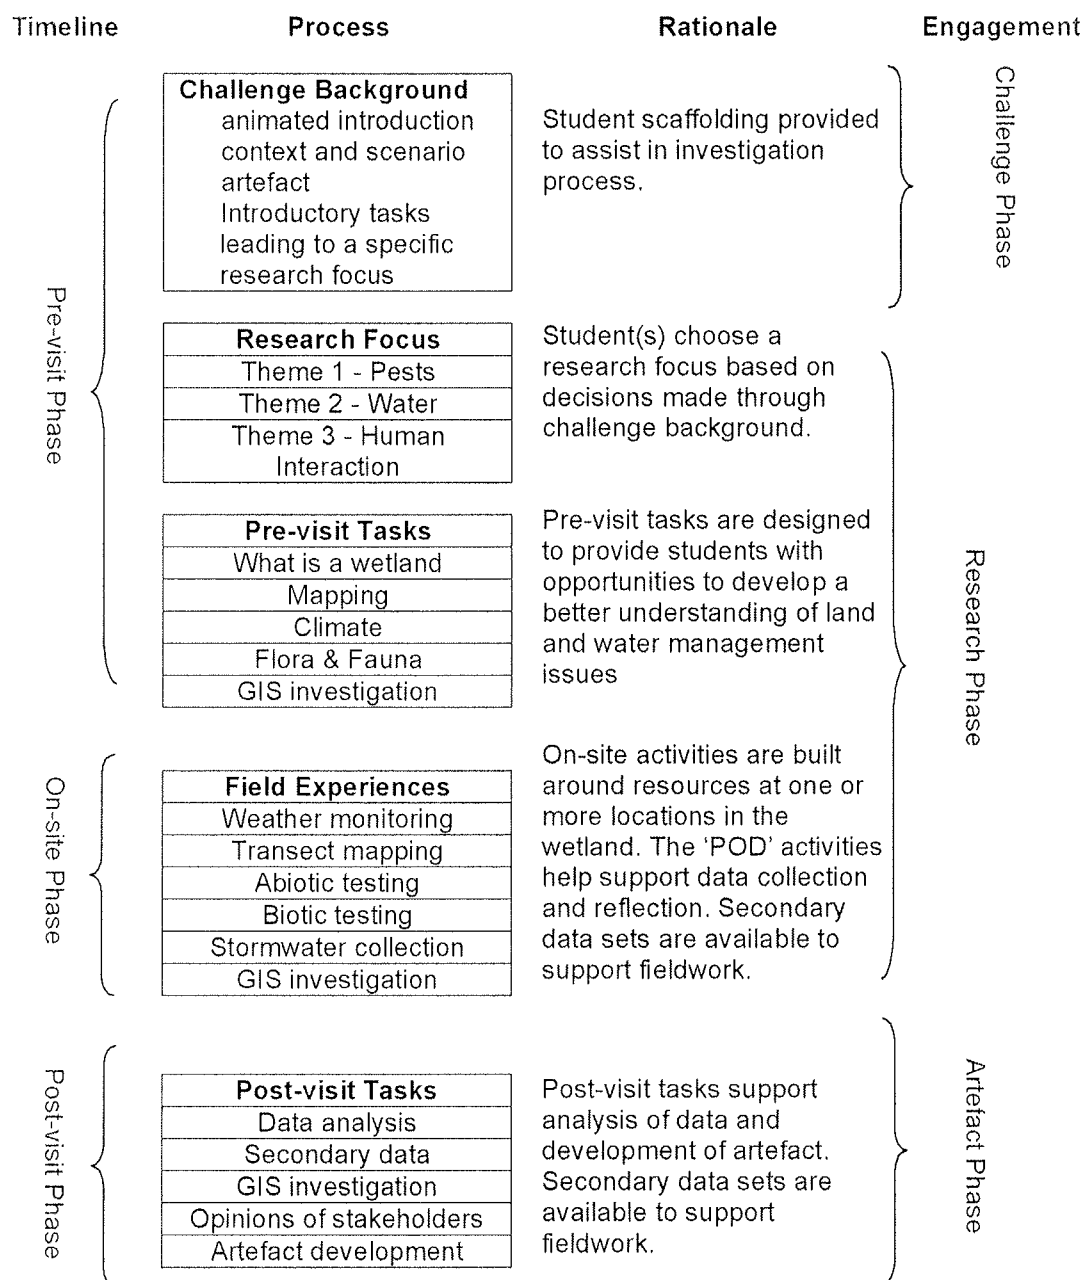 Timeline
Process
Rationale
Engagement
Pre-visit Phase
Challenge Background
animated introduction
context and scenario
artefact
Introductory tasks
leading to a specific
research focus
Student scaffolding provided
to assist in investigation
process.
Challenge Phase
Research Focus
Theme 1 - Pests
Theme 2 - Water
Theme 3 - Human
Interaction
Student(s) choose a
research focus based on
decisions made through
challenge background.
Pre-visit Tasks
What is a wetland
Mapping
Climate
Flora & Fauna
GIS investigation
Pre-visit tasks are designed
to provide students with
opportunities to develop a
better understanding of land
and water management
issues
Research Phase
On-site Phase
Field Experiences
Weather monitoring
Transect mapping
Abiotic testing
Biotic testing
Stormwater collection
GIS investigation
On-site activities are built
around resources at one or
more locations in the
wetland. The ‘POD’ activities
help support data collection
and reflection. Secondary
data sets are available to
support fieldwork.
Post-visit Phase
Post-visit Tasks
Data analysis
Secondary data
GIS investigation
Opinions of stakeholders
Artefact development
Post-visit tasks support
analysis of data and
development of artefact.
Secondary data sets are
available to support
fieldwork.
Artefact Phase